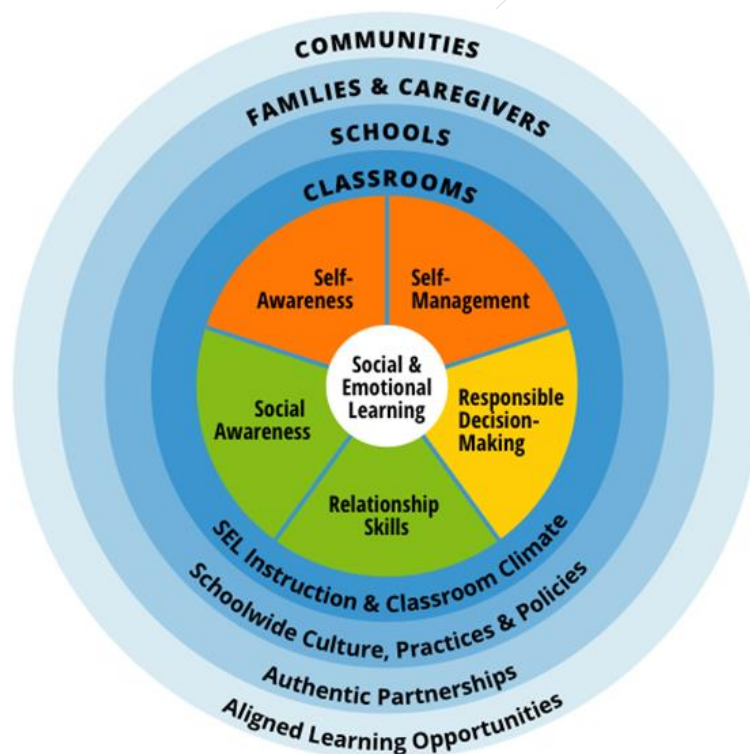 COMMUNITIES
FAMILIES & CAREGIVERS
SCHOOLS
CLASSROOMS
Self-
Awareness
Self-
Management
Social &
Emotional
Learning
Social
Awareness
Responsible
Decision-
Making
Relationship
Skills
SEL Instruction & Classroom Climate
Schoolwide Culture, Practices & Policies
Authentic Partnerships
Aligned Learning Opportunities